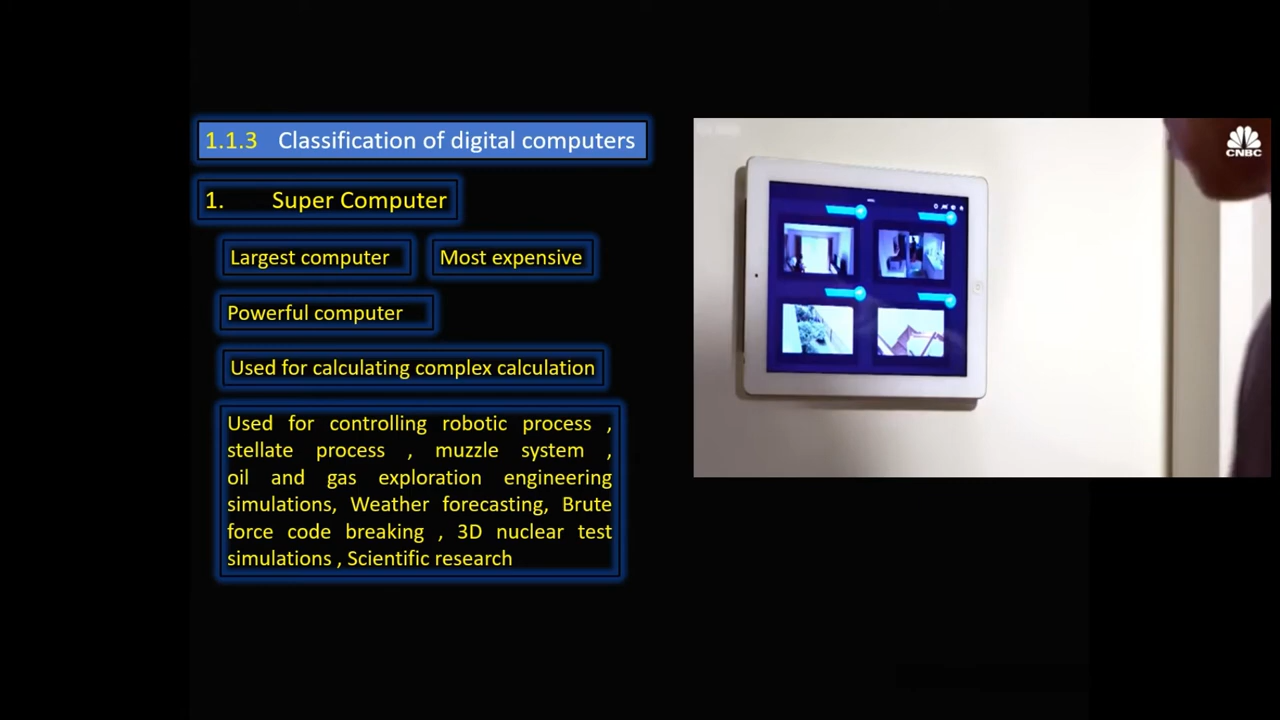 1.1.3 Classification of digital computers
1. Super Computer
Largest computer
Most expensive
Powerful computer
Used for calculating complex calculation
Used for controlling robotic process ,
stellate process , muzzle system ,
oil and gas exploration engineering
simulations, Weather forecasting, Brute
force code breaking , 3D nuclear test
simulations , Scientific research
CNBC